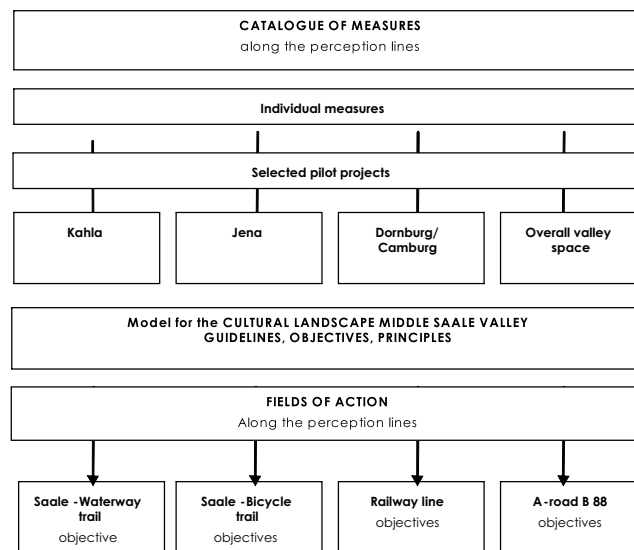 CATALOGUE OF MEASURES
along the perception lines
Individual measures
Selected pilot projects
Kahla
Jena
Dornburg/
Camburg
Overall valley
space
Model for the CULTURAL LANDSCAPE MIDDLE SAALE VALLEY
GUIDELINES, OBJECTIVES, PRINCIPLES
FIELDS OF ACTION
Along the perception lines
Saale -Waterway
trail
objective
Saale -Bicycle
trail
objectives
Railway line
objectives
A-road B 88
objectives